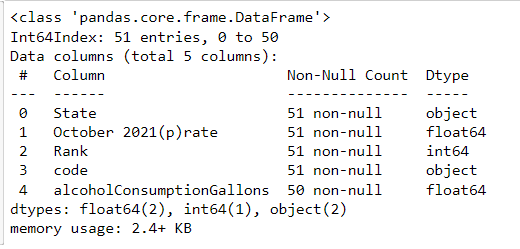 <class 'pandas.core.frame.DataFrame'>
Int64Index: 51 entries, 0 to 50
Data columns (total 5 columns):
 #   Column                    Non-Null Count  Dtype
---  ------                    --------------  -----
 0   State                     51 non-null     object
 1   October 2021(p)rate       51 non-null     float64
 2   Rank                      51 non-null     int64
 3   code                      51 non-null     object
 4   alcoholConsumptionGallons  50 non-null     float64
dtypes: float64(2), int64(1), object(2)
memory usage: 2.4+ KB